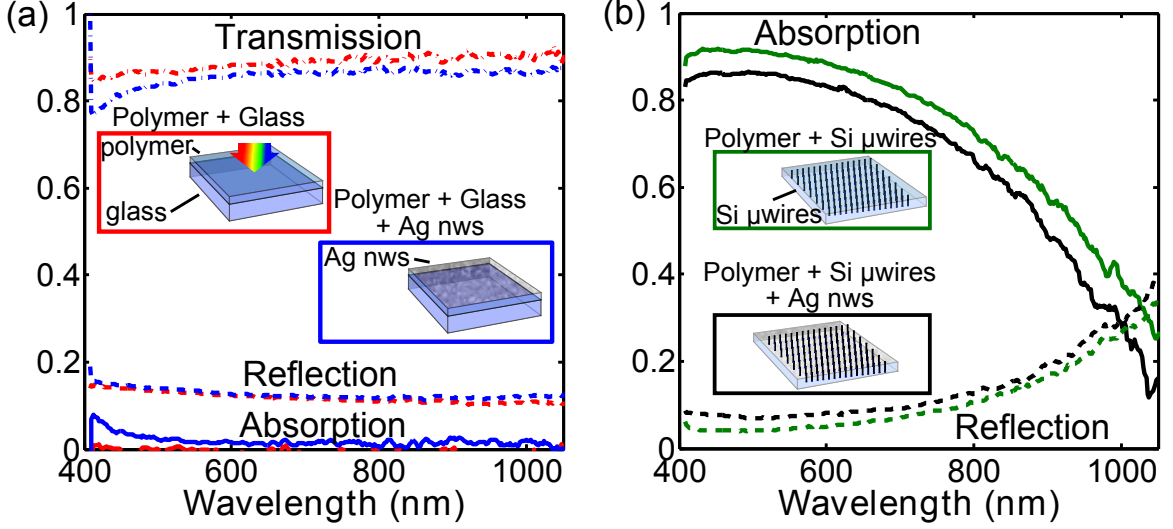 (a)
Transmission
1
0.8
0.6
0.4
0.2
0
Polymer + Glass
polymer
glass
Polymer + Glass
+ Ag nws
Ag nws
Reflection
Absorption
400
600
800
1000
Wavelength (nm)
(b)
Absorption
1
0.8
0.6
0.4
0.2
0
Polymer + Si µwires
Si µwires
Polymer + Si µwires
+ Ag nws
Reflection
400
600
800
1000
Wavelength (nm)